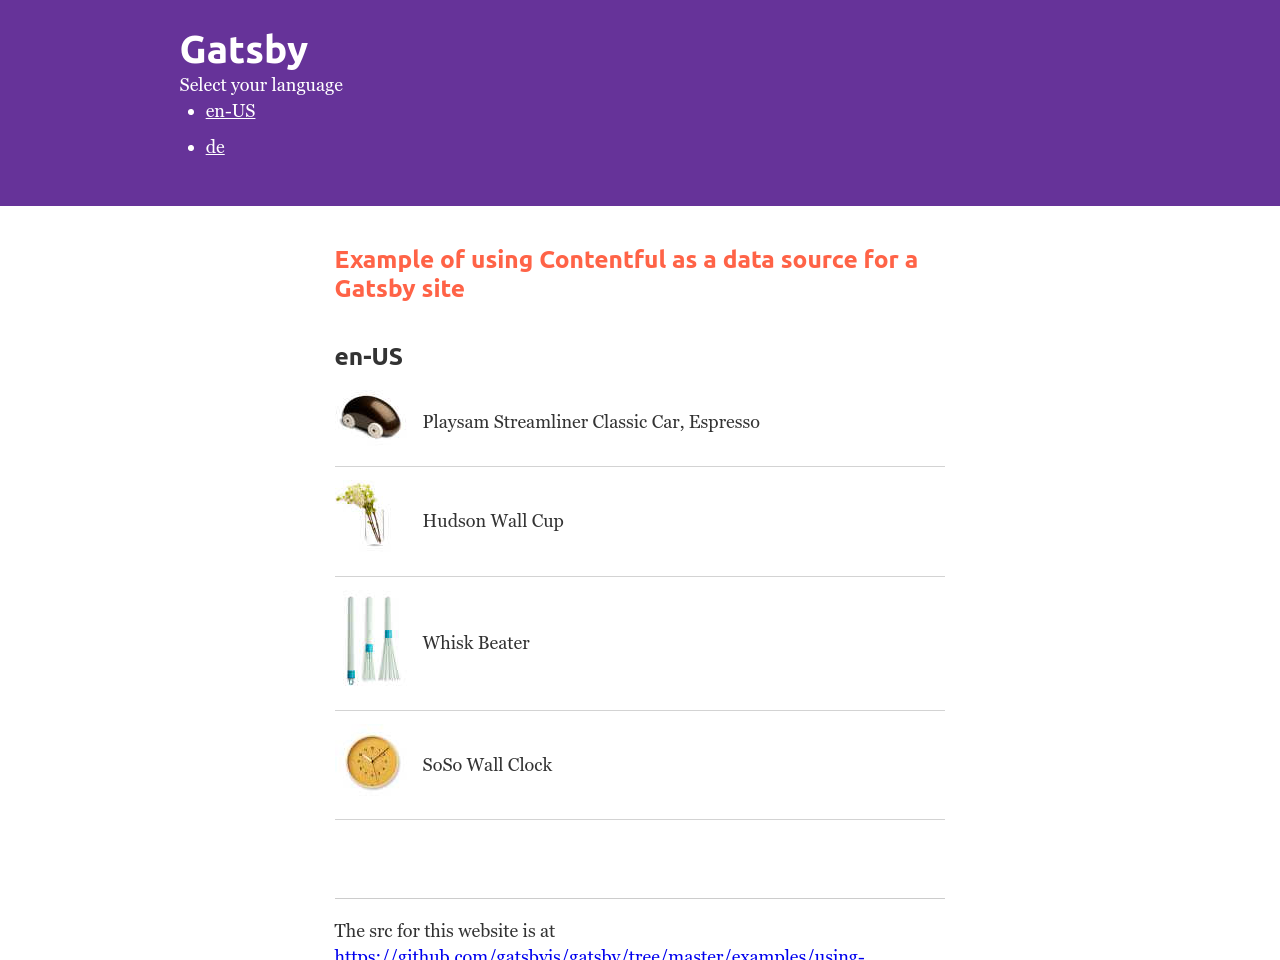 Gatsby
Select your language
en-US
de
Example of using Contentful as a data source for a
Gatsby site
en-US
Playsam Streamliner Classic Car, Espresso
Hudson Wall Cup
Whisk Beater
SoSo Wall Clock
The src for this website is at
https://github.com/gatsbyjs/gatsby/tree/master/examples/using-